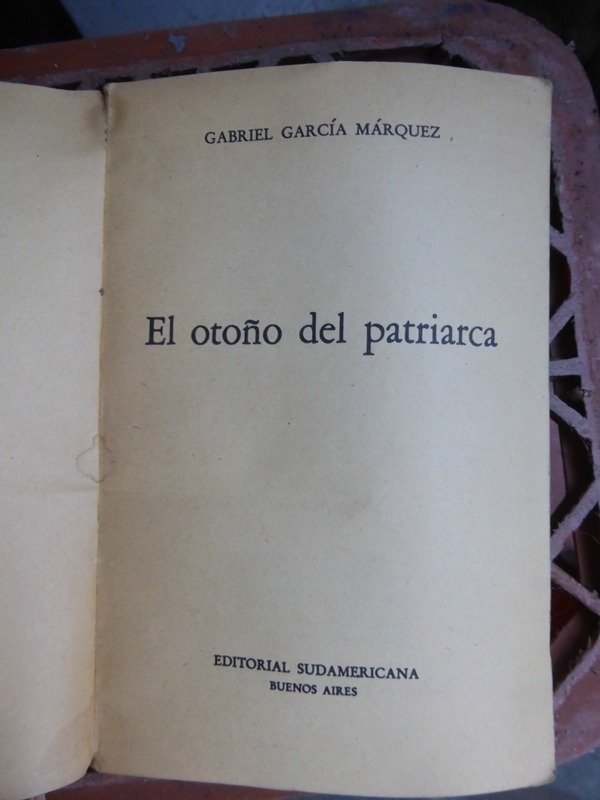 GABRIEL GARCÍA MÁRQUEZ
El otoño del patriarca
EDITORIAL SUDAMERICANA
BUENOS AIRES